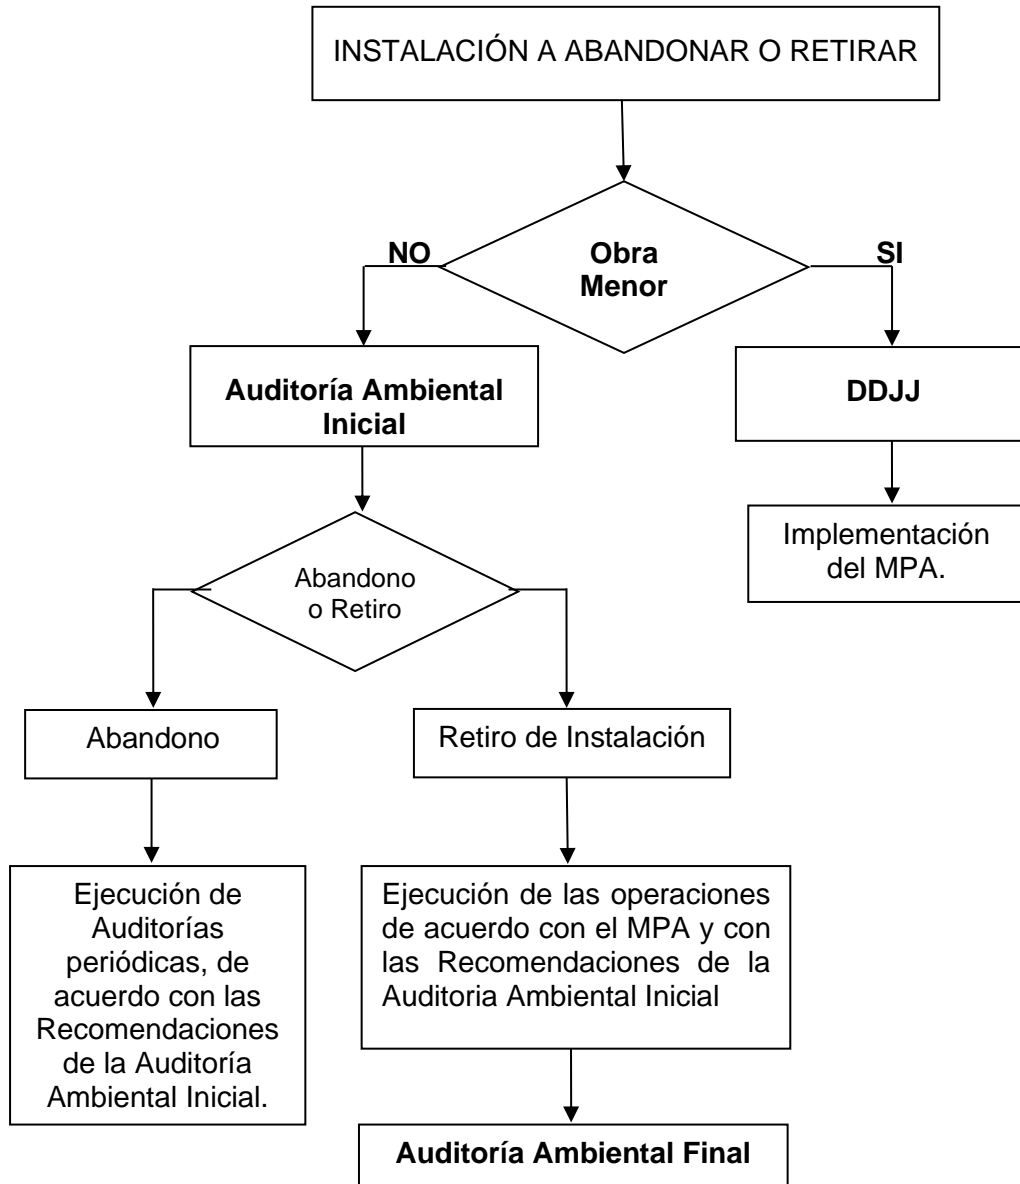 INSTALACIÓN A ABANDONAR O RETIRAR
Obra
Menor
NO
SI
Auditoría Ambiental
Inicial
DDJJ
Implementación
del MPA.
Abandono
o Retiro
Abandono
Retiro de Instalación
Ejecución de
Auditorías
periódicas, de
acuerdo con las
Recomendaciones
de la Auditoría
Ambiental Inicial.
Ejecución de las operaciones
de acuerdo con el MPA y con
las Recomendaciones de la
Auditoria Ambiental Inicial
Auditoría Ambiental Final